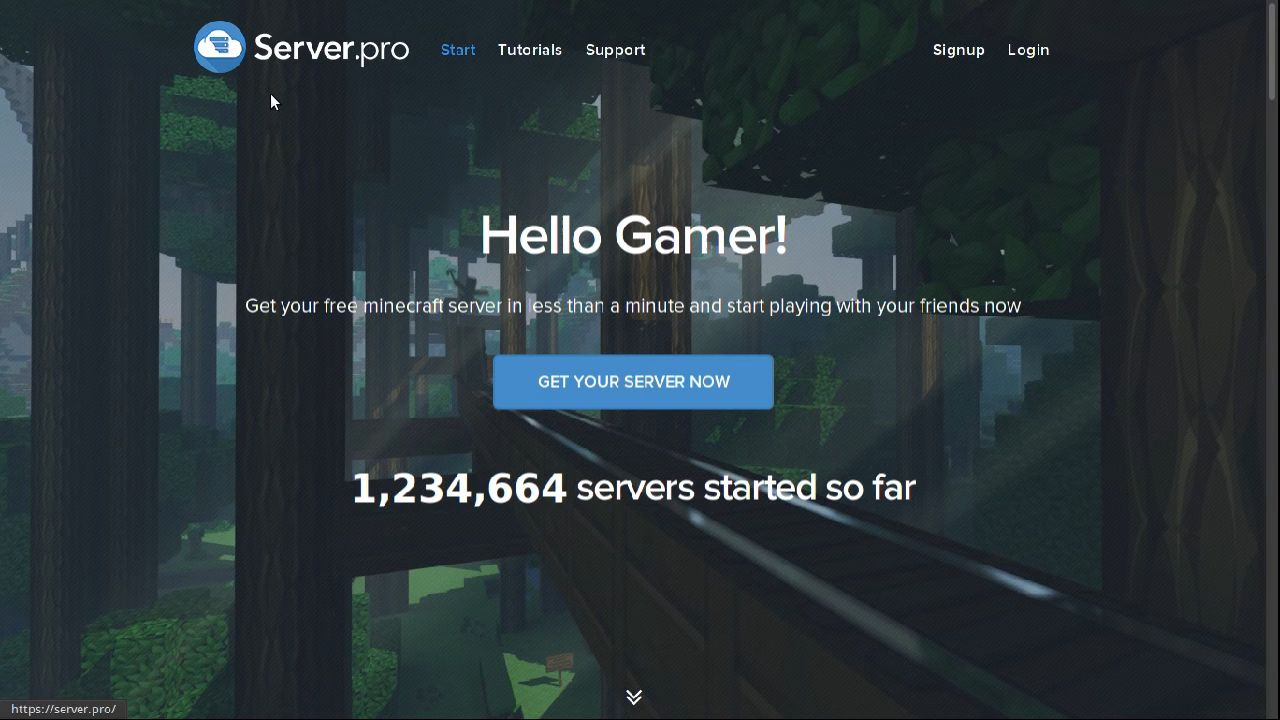 Server.pro Start Tutorials Support Signup Login
Hello Gamer!
Get your free minecraft server in less than a minute and start playing with your friends now
GET YOUR SERVER NOW
1,234,664 servers started so far
https://server.pro/